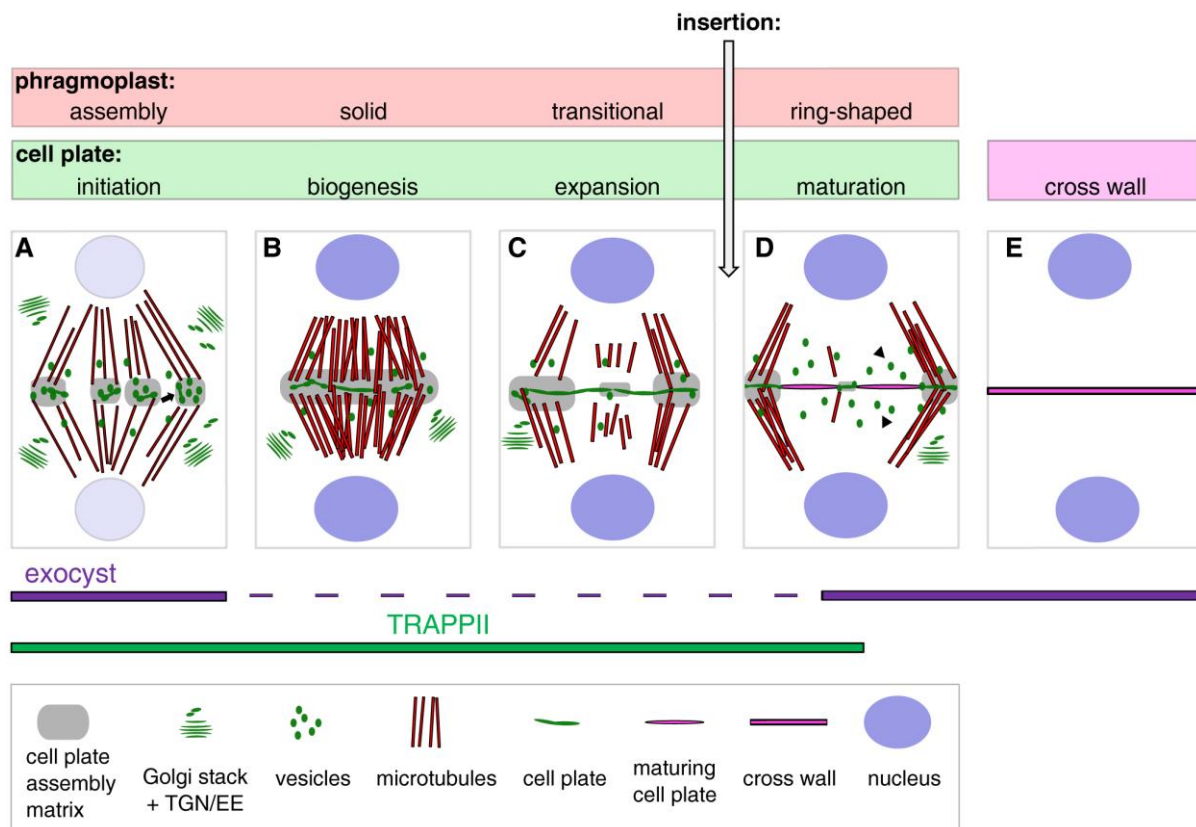 insertion:
phragmoplast:
assembly solid transitional ring-shaped
cell plate:
initiation biogenesis expansion maturation cross wall
A B C D E
exocyst
TRAPPII
cell plate
assembly
matrix
Golgi stack
+ TGN/EE
vesicles
microtubules
cell plate
maturing
cell plate
cross wall
nucleus